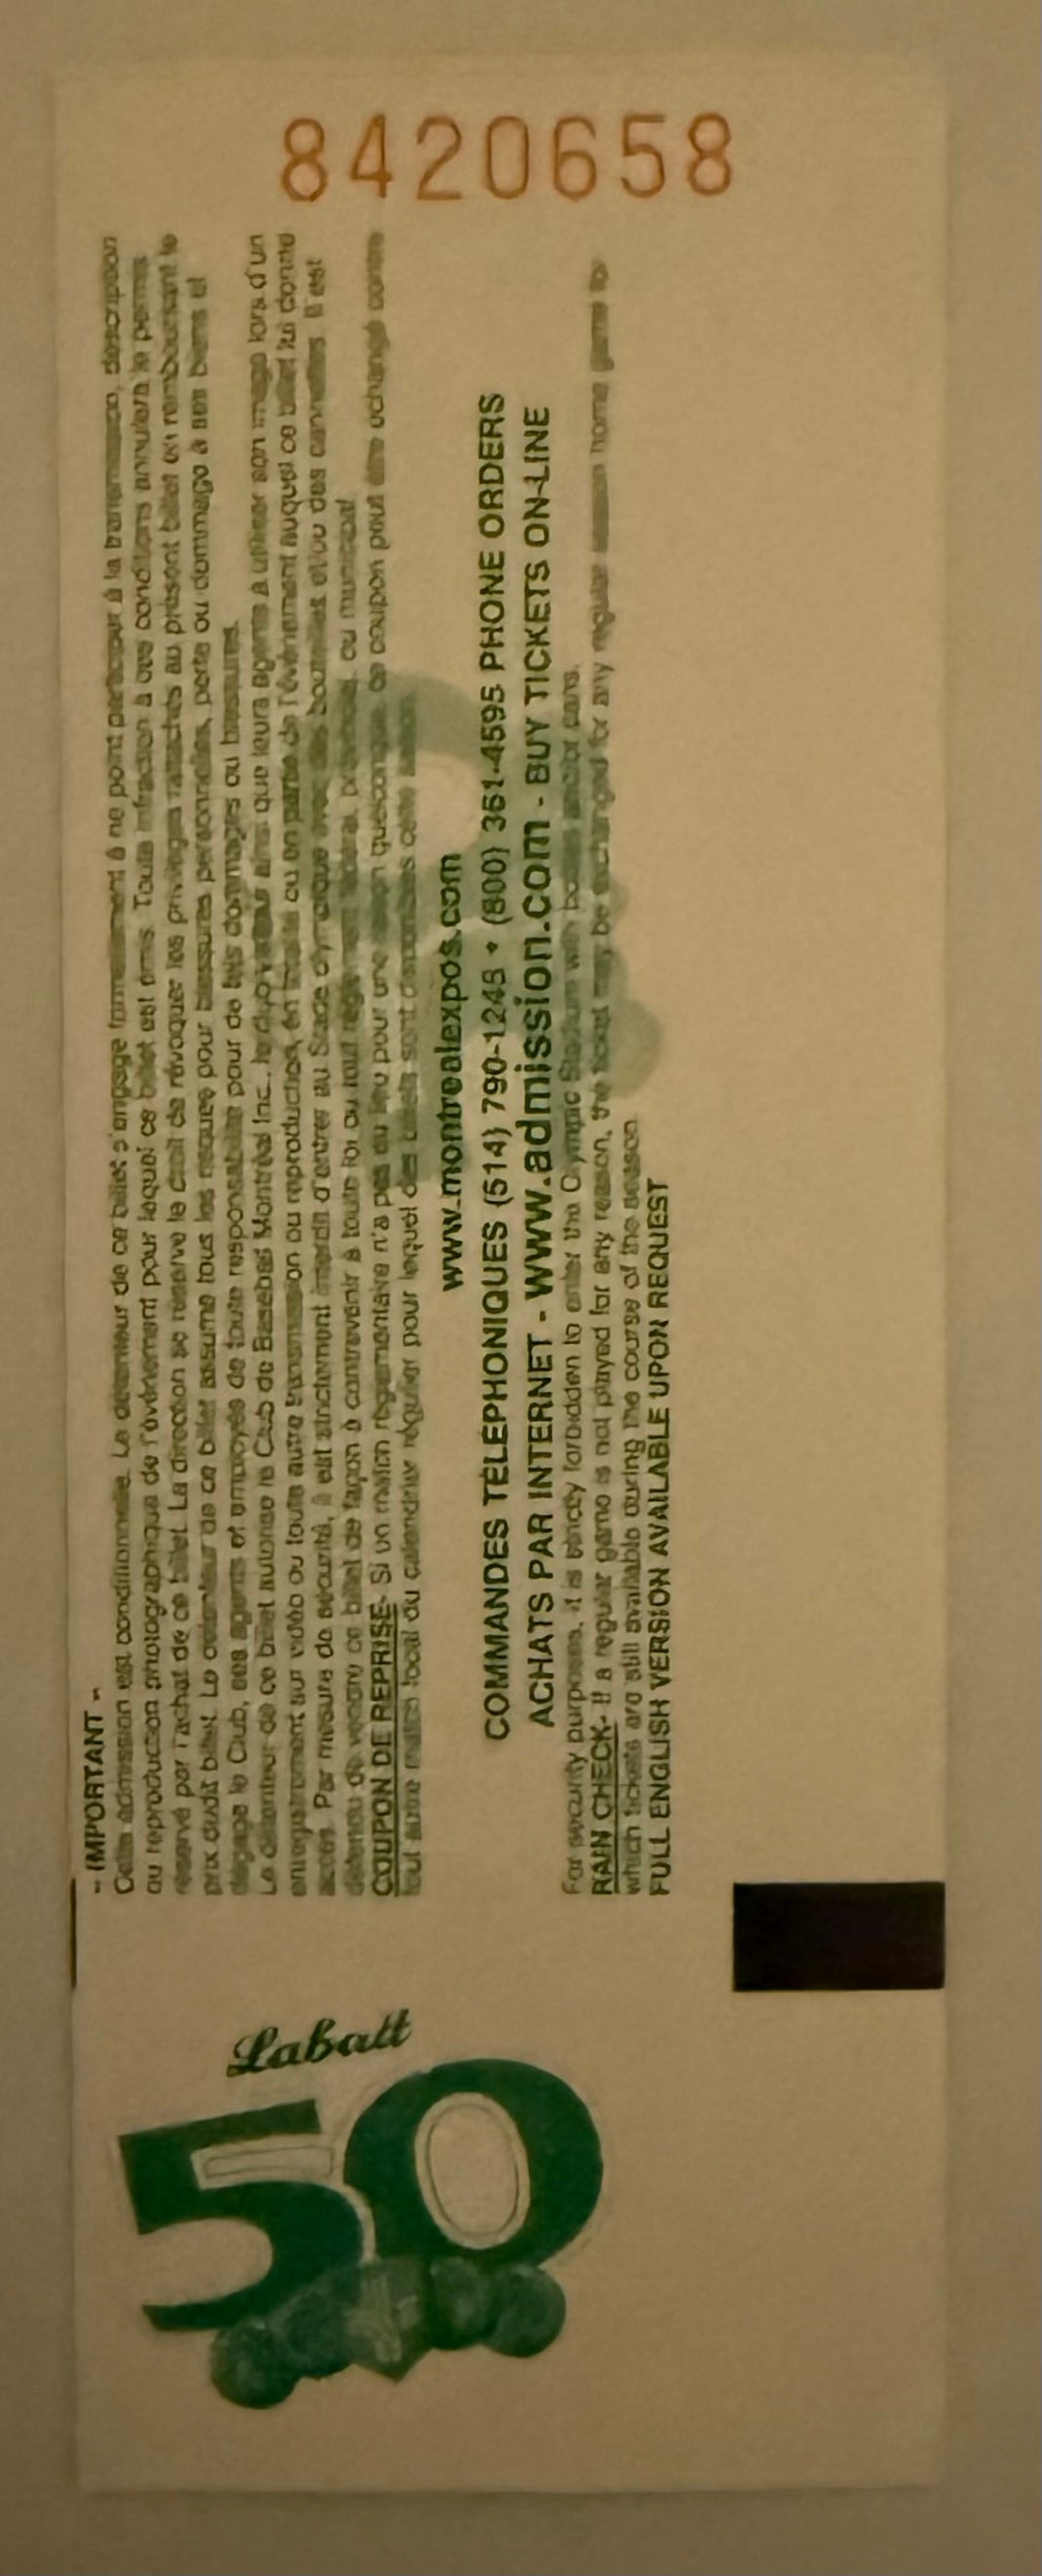 8420658
- IMPORTANT -
Cette admission est conditionnelle. Le détenteur de ce billet s'engage formellement à ne point participer à la transmission, description
ou reproduction photographique de l'événement pour lequel ce billet est émis. Toute infraction à ces conditions annulera le permis
réservé par l'achat de ce billet. La direction se réserve le droit de révoquer les privilèges rattachés au présent billet en remboursant le
prix dudit billet. Le détenteur de ce billet assume tous les risques pour blessures personnelles, perte ou dommage à ses biens et
dégage le Club, ses agents et employés de toute responsabilité pour de tels dommages ou blessures.
Le détenteur de ce billet autorise le Club de Baseball Montréal Inc., ainsi que leurs agents à utiliser son image lors d'un
enregistrement sur vidéo ou toute autre transmission ou reproduction, en totalité ou en partie de l'événement auquel ce billet lui donne
accès. Par mesure de sécurité, il est strictement interdit d'entrer au Stade olympique avec des bouteilles et/ou des cannettes. Il est
défendu de vendre ce billet de façon à contrevenir à toute loi ou tout règlement fédéral, provincial ou municipal.
COUPON DE REPRISE- Si un match réglementaire n'a pas eu lieu pour une raison quelconque, ce coupon peut être échangé contre
tout autre match local du calendrier régulier pour lequel des billets sont disponibles cette saison.
www.montrealexpos.com
COMMANDES TÉLÉPHONIQUES (514) 790-1245 • (800) 361-4595 PHONE ORDERS
ACHATS PAR INTERNET - www.admission.com - BUY TICKETS ON-LINE
For security purposes, it is strictly forbidden to enter the Olympic Stadium with bottles and/or cans.
RAIN CHECK- If a regular game is not played for any reason, the ticket may be exchanged for any regular season home game for
which tickets are still available during the course of the season.
FULL ENGLISH VERSION AVAILABLE UPON REQUEST
Labatt
50